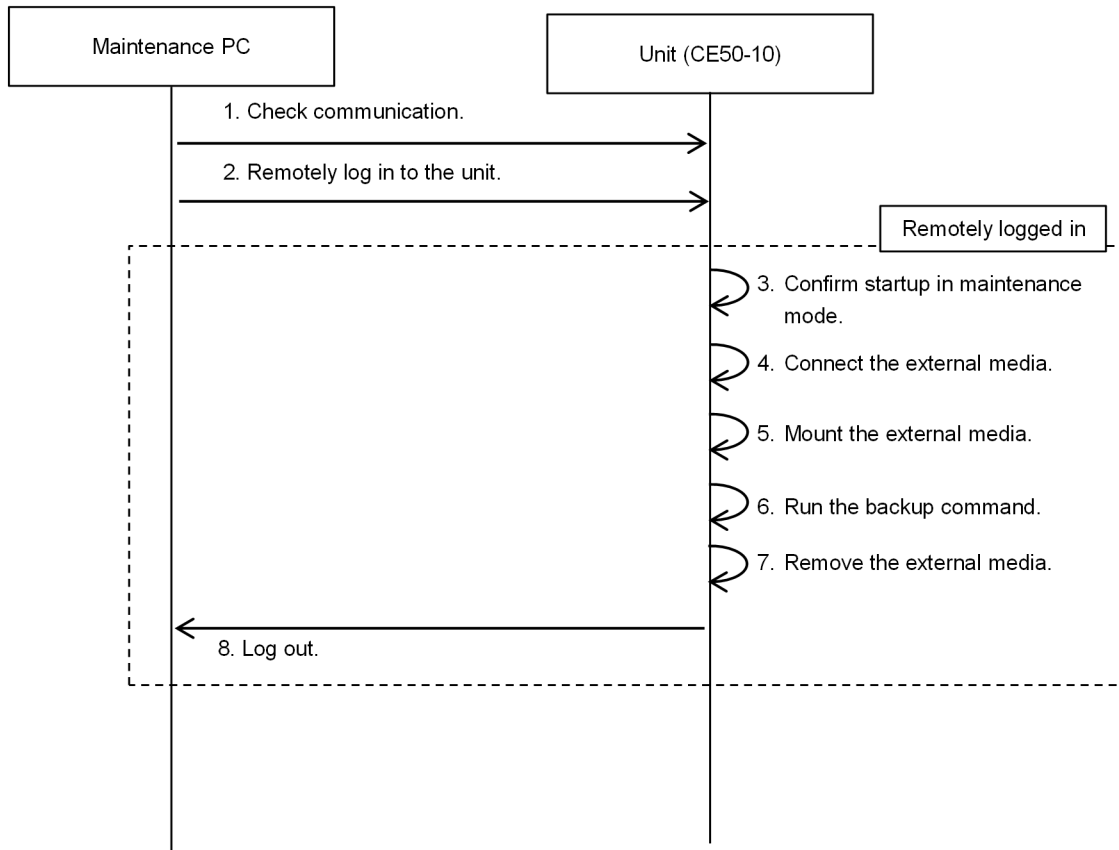 Maintenance PC
Unit (CE50-10)
1. Check communication.
2. Remotely log in to the unit.
Remotely logged in
3. Confirm startup in maintenance
mode.
4. Connect the external media.
5. Mount the external media.
6. Run the backup command.
7. Remove the external media.
8. Log out.